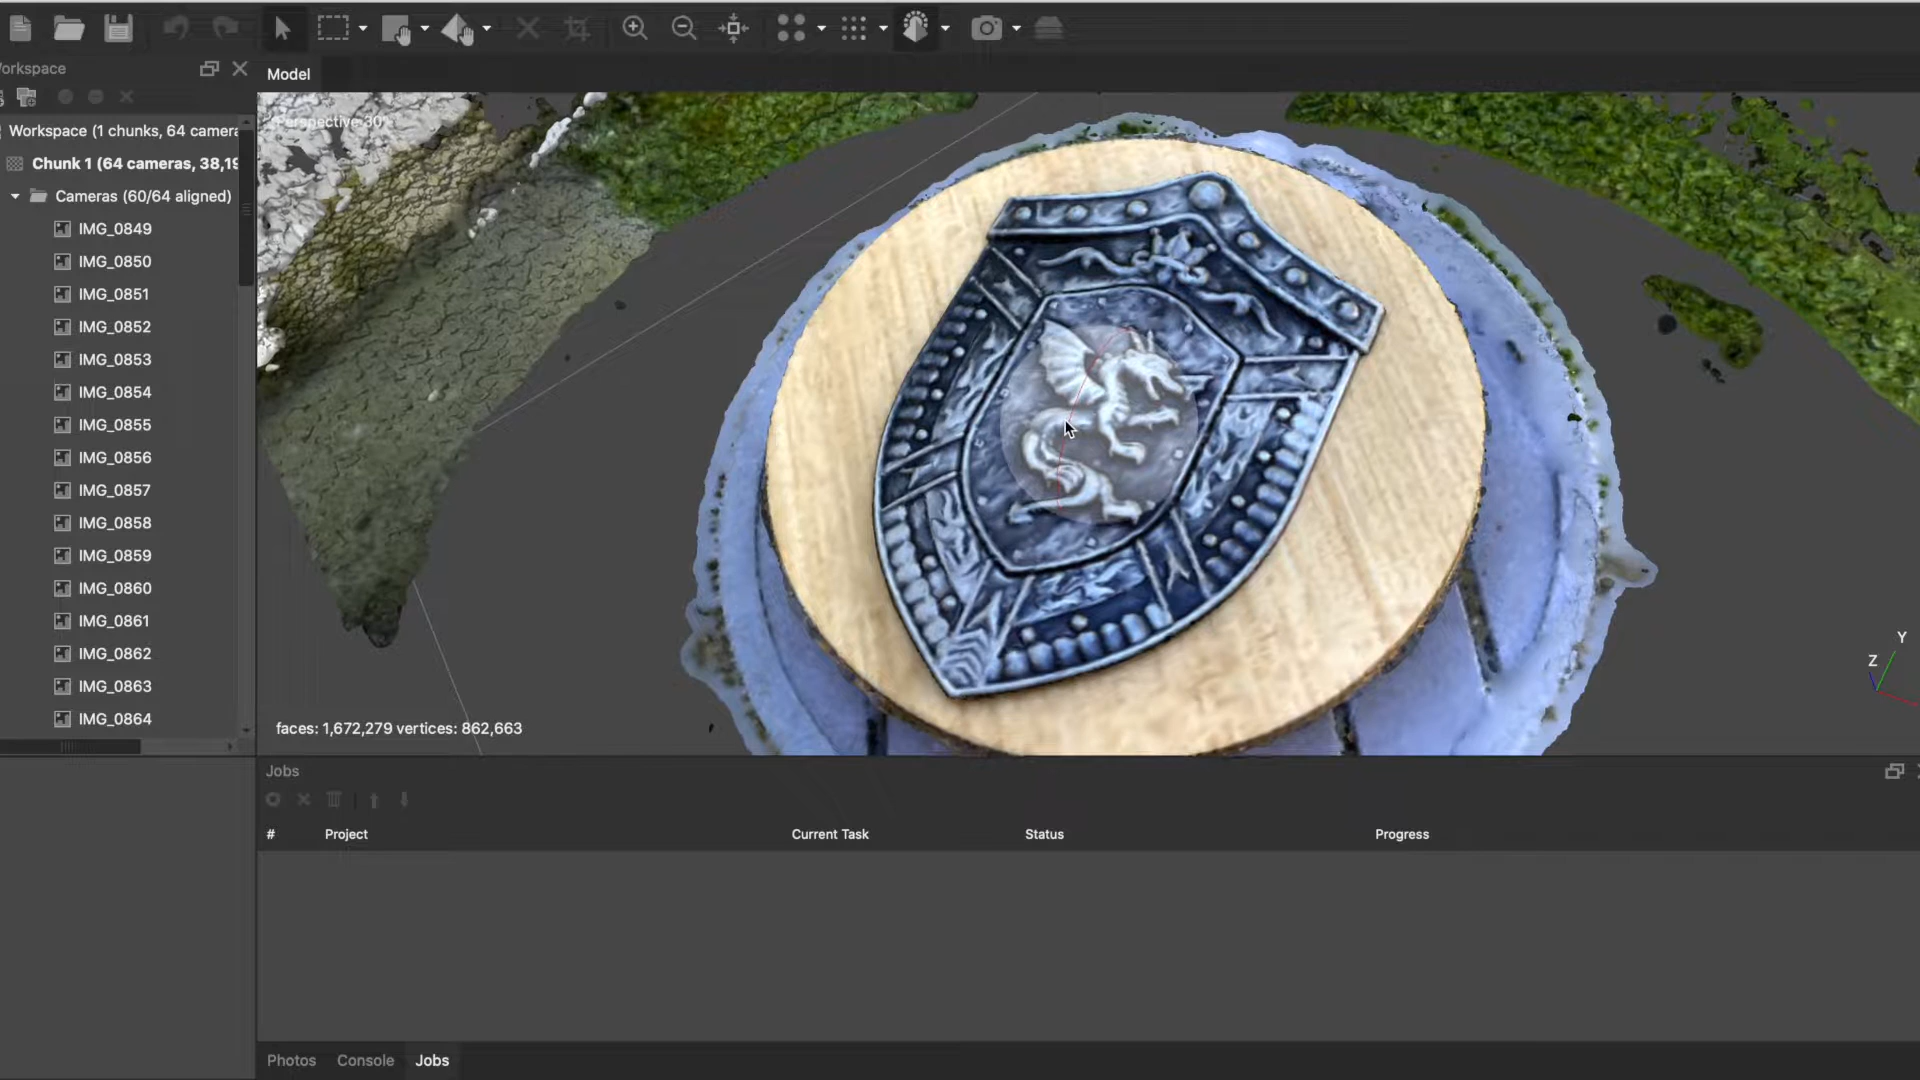 orkspace
Model
Workspace (1 chunks, 64 camera
Chunk 1 (64 cameras, 38,19
Cameras (60/64 aligned)
IMG_0849
IMG_0850
IMG_0851
IMG_0852
IMG_0853
IMG_0854
IMG_0855
IMG_0856
IMG_0857
IMG_0858
IMG_0859
IMG_0860
IMG_0861
IMG_0862
IMG_0863
IMG_0864
Perspective 30°
Y
Z
faces: 1,672,279 vertices: 862,663
Jobs
# Project Current Task Status Progress
Photos Console Jobs